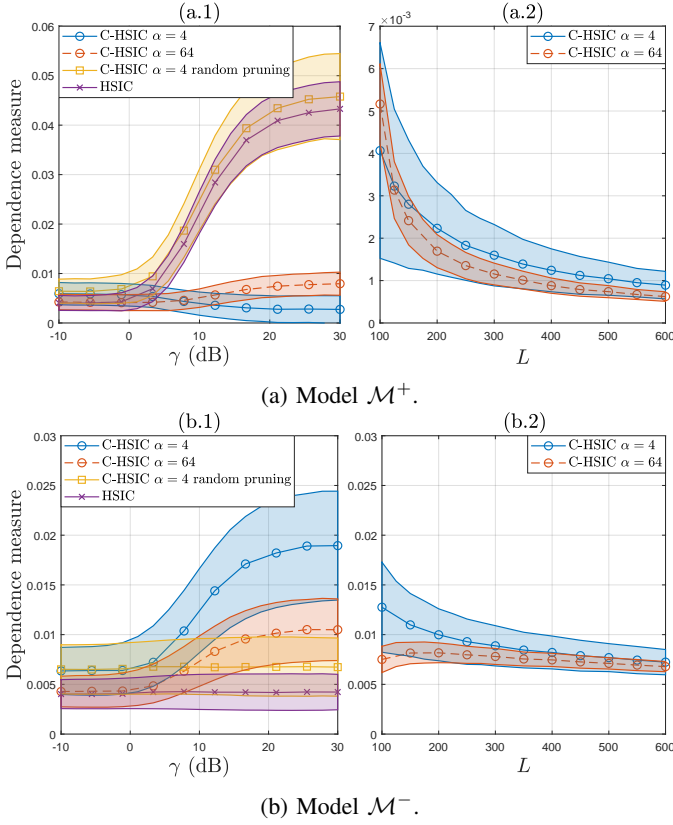 (a.1)
(a.2)
C-HSIC α = 4
C-HSIC α = 64
C-HSIC α = 4 random pruning
HSIC
Dependence measure
0.06
0.05
0.04
0.03
0.02
0.01
0
-10 0 10 20 30
γ (dB)
7 ×10⁻³
C-HSIC α = 4
C-HSIC α = 64
6
5
4
3
2
1
0
100 200 300 400 500 600
L
(a) Model M⁺.
(b.1)
(b.2)
C-HSIC α = 4
C-HSIC α = 64
C-HSIC α = 4 random pruning
HSIC
Dependence measure
0.03
0.025
0.02
0.015
0.01
0.005
0
-10 0 10 20 30
γ (dB)
C-HSIC α = 4
C-HSIC α = 64
0.03
0.025
0.02
0.015
0.01
0.005
0
100 200 300 400 500 600
L
(b) Model M⁻.